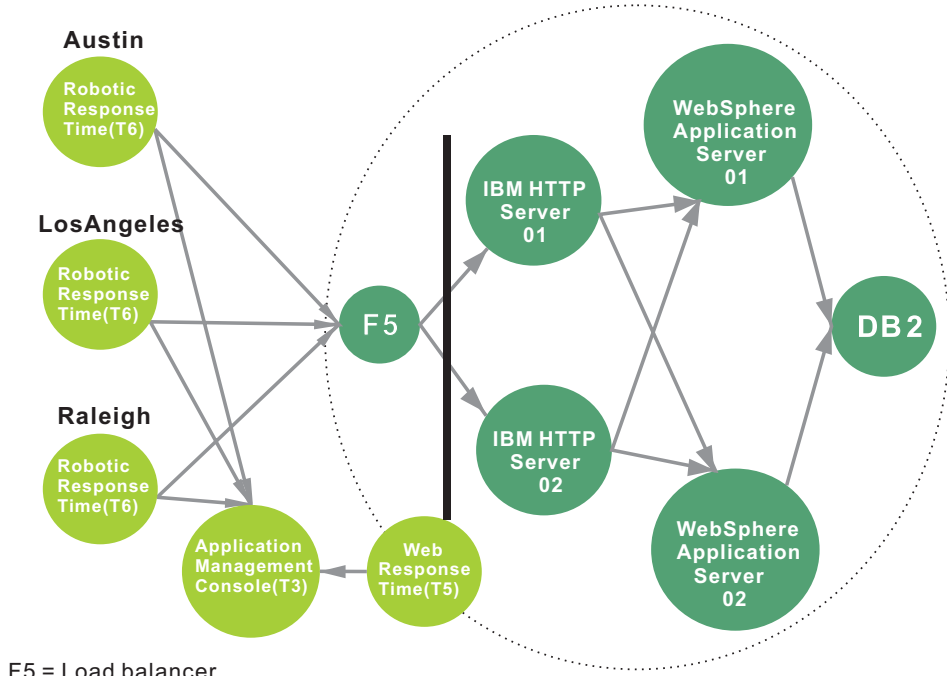 Austin
Robotic
Response
Time(T6)
LosAngeles
Robotic
Response
Time(T6)
Raleigh
Robotic
Response
Time(T6)
Application
Management
Console(T3)
Web
Response
Time(T5)
F5
IBM HTTP
Server
01
IBM HTTP
Server
02
WebSphere
Application
Server
01
WebSphere
Application
Server
02
DB2
F5 = Load balancer